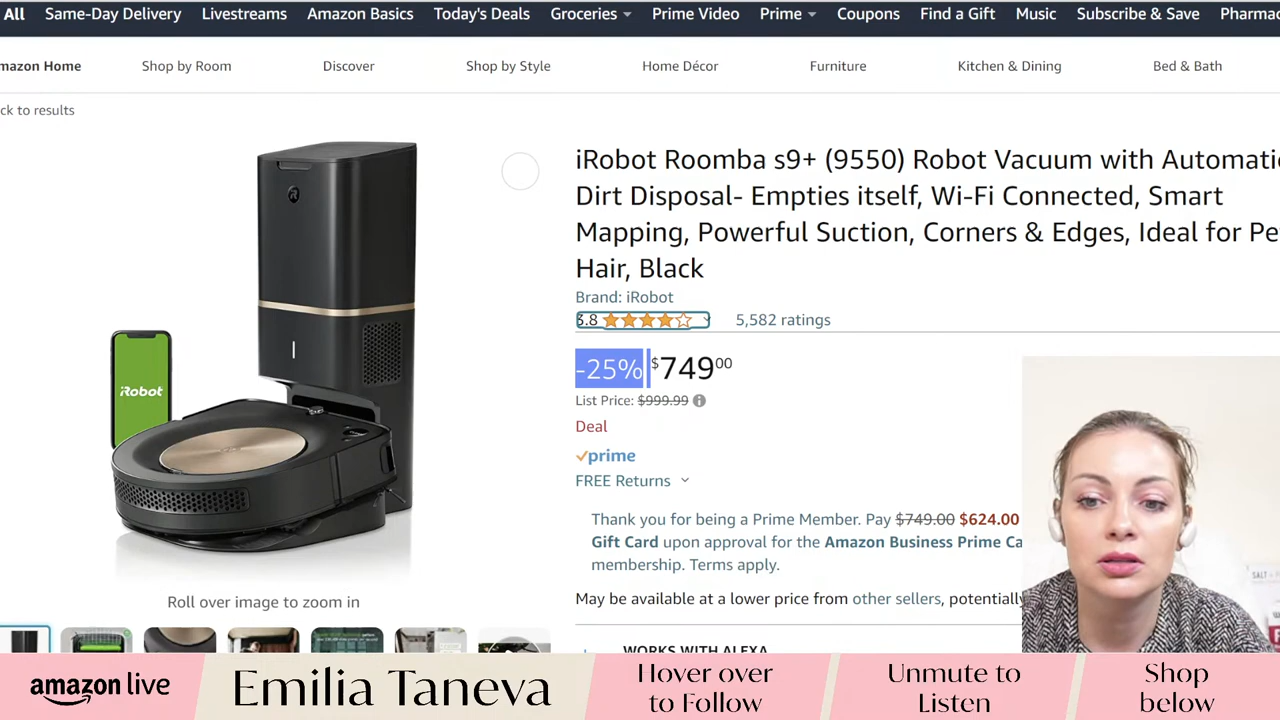 All Same-Day Delivery Livestreams Amazon Basics Today's Deals Groceries Prime Video Prime Coupons Find a Gift Music Subscribe & Save Pharmac
mazon Home Shop by Room Discover Shop by Style Home Décor Furniture Kitchen & Dining Bed & Bath
ck to results
iRobot Roomba s9+ (9550) Robot Vacuum with Automati
Dirt Disposal- Empties itself, Wi-Fi Connected, Smart
Mapping, Powerful Suction, Corners & Edges, Ideal for Pe
Hair, Black
Brand: iRobot
3.8 5,582 ratings
-25% $749 00
List Price: $999.99
Deal
prime
FREE Returns
Thank you for being a Prime Member. Pay $749.00 $624.00
Gift Card upon approval for the Amazon Business Prime Ca
membership. Terms apply.
May be available at a lower price from other sellers, potentially
WORKS WITH ALEXA
iRobot
Roll over image to zoom in
SALT
amazon live
Emilia Taneva
Hover over
to Follow
Unmute to
Listen
Shop
below